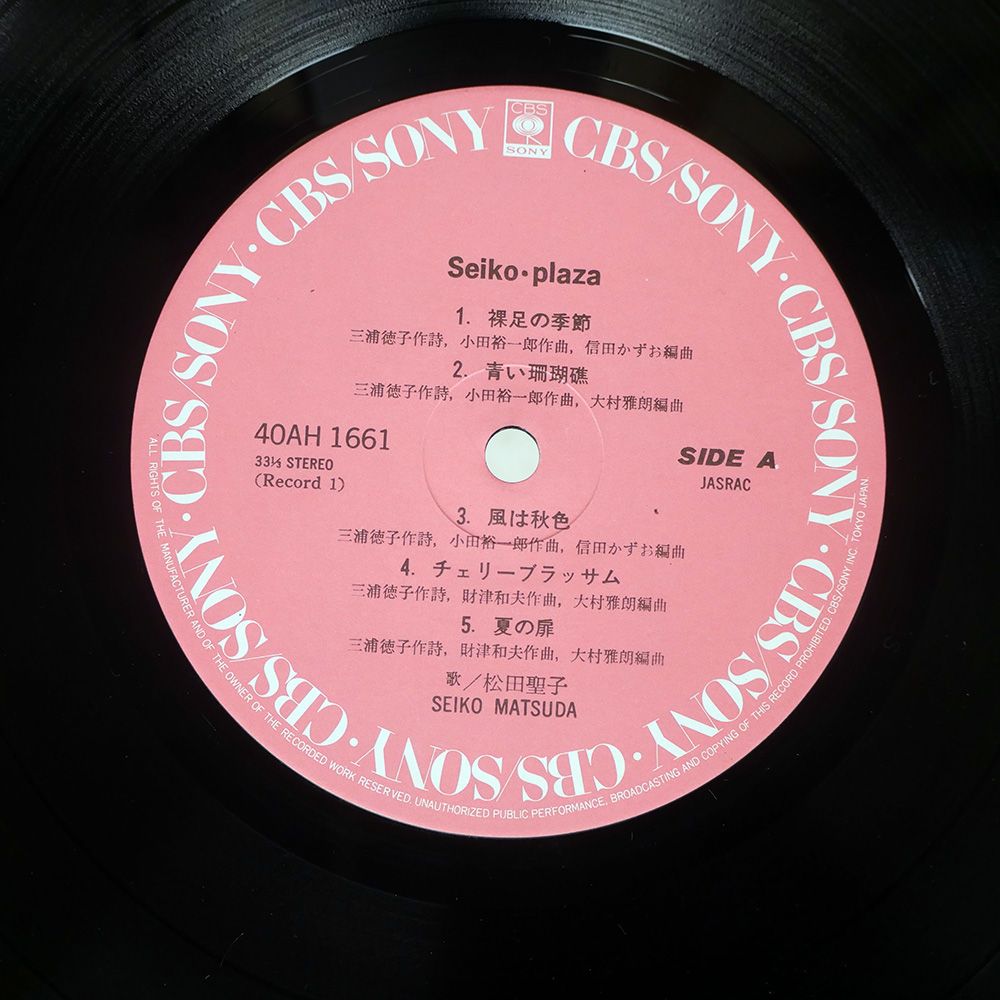 CBS
SONY
CBS/SONY · CBS/SONY · CBS/SONY · CBS/SONY · CBS/SONY · CBS/SONY · CBS/SONY · CBS/SONY
Seiko・plaza
1. 裸足の季節
三浦徳子作詩, 小田裕一郎作曲, 信田かずお編曲
2. 青い珊瑚礁
三浦徳子作詩, 小田裕一郎作曲, 大村雅朗編曲
40AH 1661
33⅓ STEREO
(Record 1)
SIDE A
JASRAC
3. 風は秋色
三浦徳子作詩, 小田裕一郎作曲, 信田かずお編曲
4. チェリーブラッサム
三浦徳子作詩, 財津和夫作曲, 大村雅朗編曲
5. 夏の扉
三浦徳子作詩, 財津和夫作曲, 大村雅朗編曲
歌／松田聖子
SEIKO MATSUDA
ALL RIGHTS OF THE MANUFACTURER AND OF THE OWNER OF THE RECORDED WORK RESERVED. UNAUTHORIZED PUBLIC PERFORMANCE, BROADCASTING AND COPYING OF THIS RECORD PROHIBITED. CBS/SONY INC. TOKYO JAPAN.